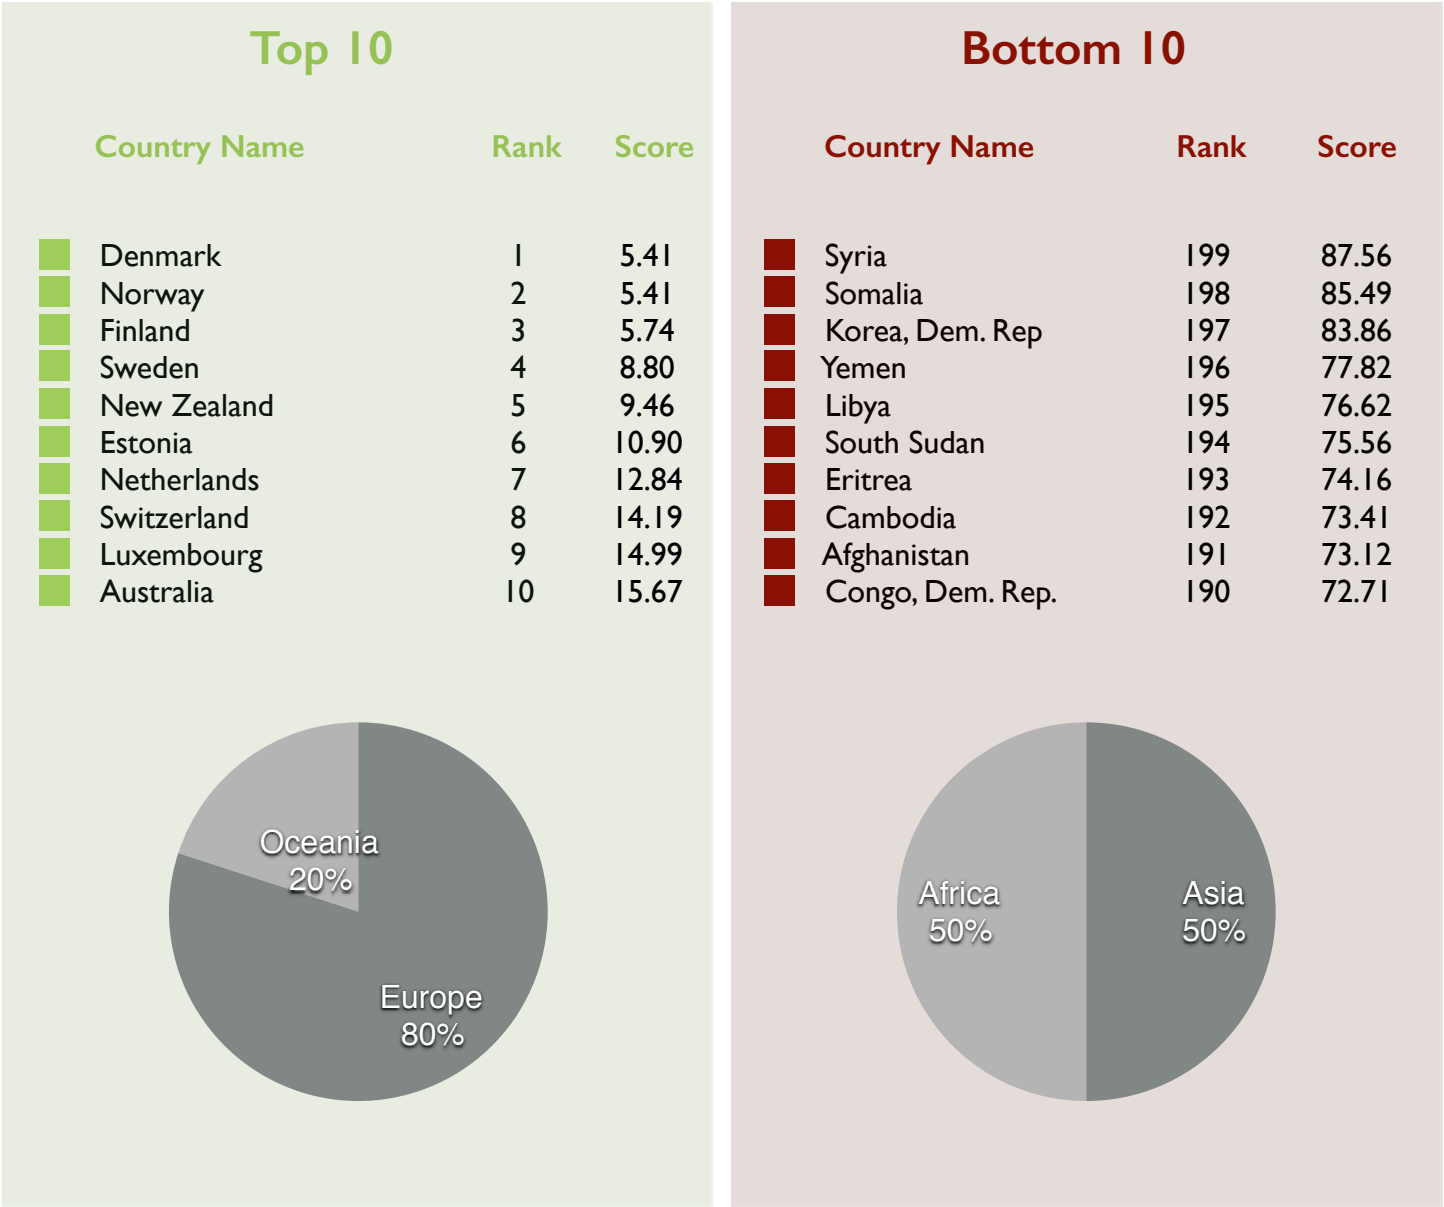 Top 10
Country Name Rank Score
Denmark 1 5.41
Norway 2 5.41
Finland 3 5.74
Sweden 4 8.80
New Zealand 5 9.46
Estonia 6 10.90
Netherlands 7 12.84
Switzerland 8 14.19
Luxembourg 9 14.99
Australia 10 15.67
Oceania
20%
Europe
80%
Bottom 10
Country Name Rank Score
Syria 199 87.56
Somalia 198 85.49
Korea, Dem. Rep 197 83.86
Yemen 196 77.82
Libya 195 76.62
South Sudan 194 75.56
Eritrea 193 74.16
Cambodia 192 73.41
Afghanistan 191 73.12
Congo, Dem. Rep. 190 72.71
Africa
50%
Asia
50%